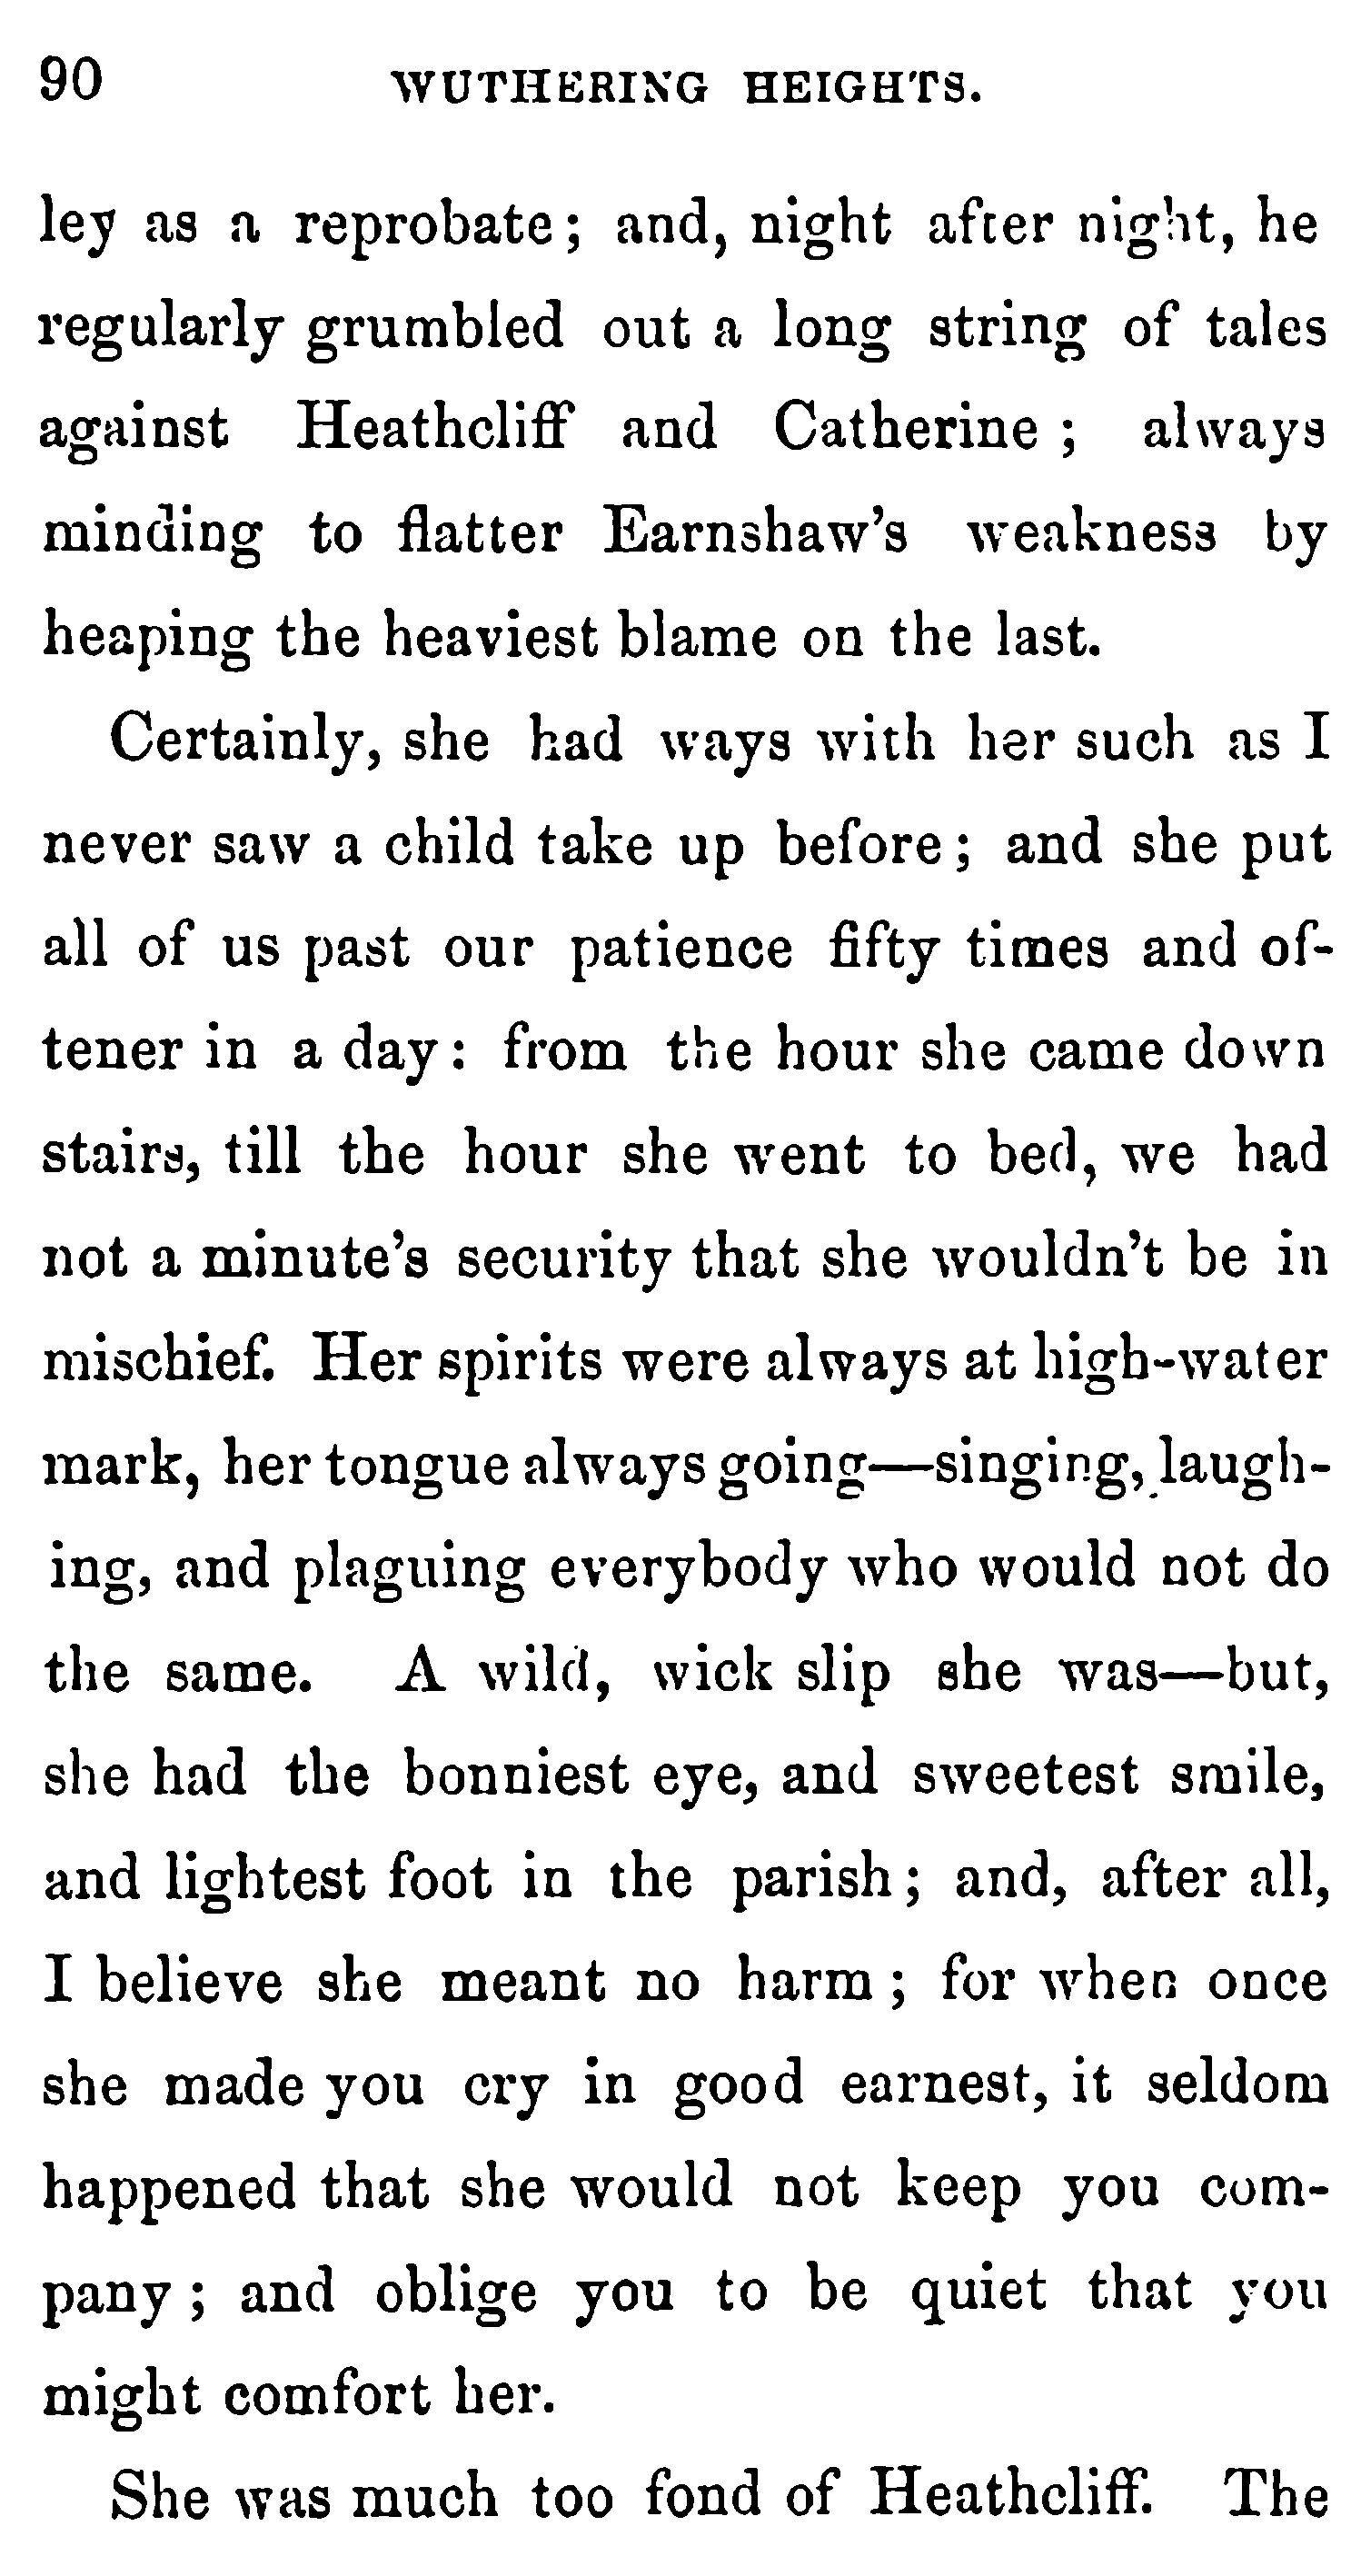 90 WUTHERING HEIGHTS.
ley as a reprobate; and, night after night, he
regularly grumbled out a long string of tales
against Heathcliff and Catherine; always
minding to flatter Earnshaw's weakness by
heaping the heaviest blame on the last.
Certainly, she had ways with her such as I
never saw a child take up before; and she put
all of us past our patience fifty times and of-
tener in a day: from the hour she came down
stairs, till the hour she went to bed, we had
not a minute's security that she wouldn't be in
mischief. Her spirits were always at high-water
mark, her tongue always going—singing, laugh-
ing, and plaguing everybody who would not do
the same. A wild, wick slip she was—but,
she had the bonniest eye, and sweetest smile,
and lightest foot in the parish; and, after all,
I believe she meant no harm; for when once
she made you cry in good earnest, it seldom
happened that she would not keep you com-
pany; and oblige you to be quiet that you
might comfort her.
She was much too fond of Heathcliff. The